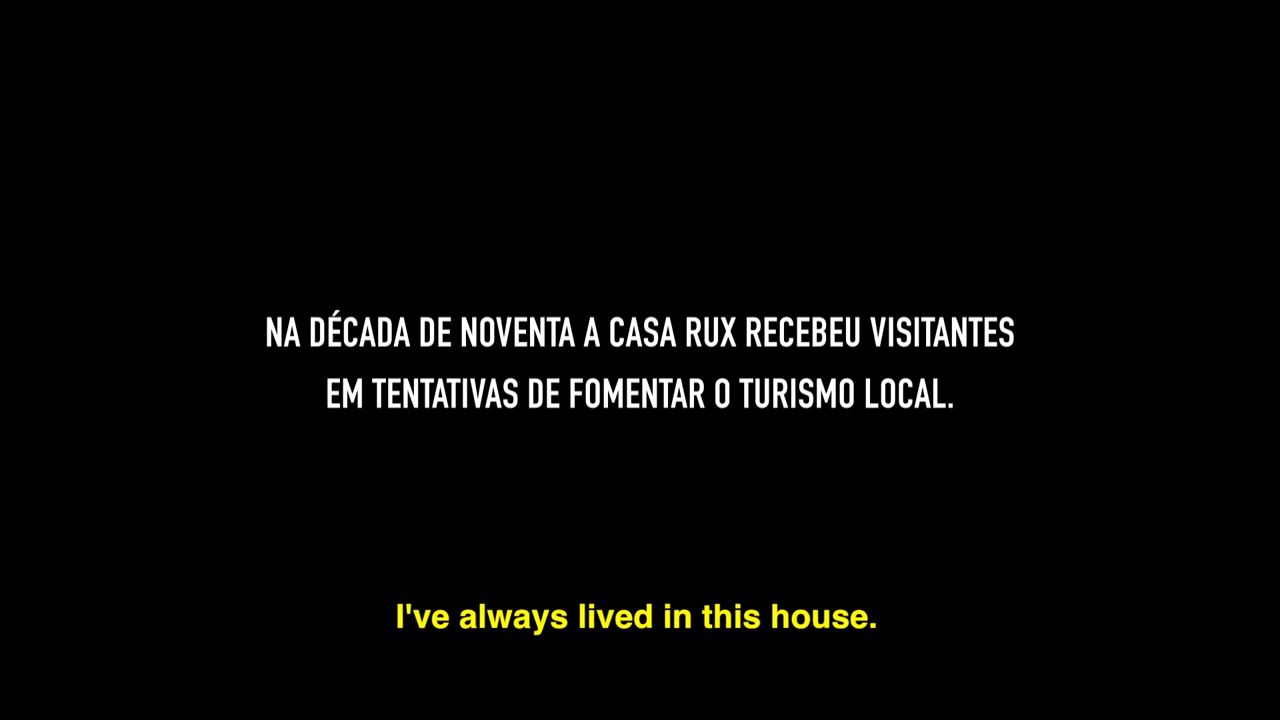 NA DÉCADA DE NOVENTA A CASA RUX RECEBEU VISITANTES
EM TENTATIVAS DE FOMENTAR O TURISMO LOCAL.
I've always lived in this house.